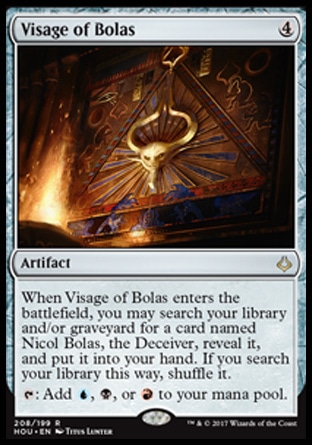 Visage of Bolas 4
Artifact
When Visage of Bolas enters the
battlefield, you may search your library
and/or graveyard for a card named
Nicol Bolas, the Deceiver, reveal it,
and put it into your hand. If you search
your library this way, shuffle it.
: Add , , or to your mana pool.
208/199 R
HOU • EN Titus Lunter
™ & © 2017 Wizards of the Coast